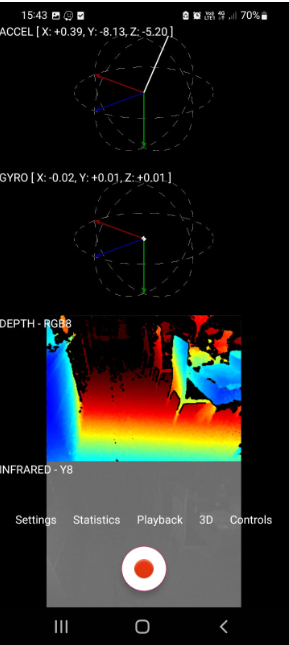 15:43 70%
ACCEL [ X: +0.39, Y: -8.13, Z: -5.20 ]
GYRO [ X: -0.02, Y: +0.01, Z: +0.01 ]
DEPTH - RGB8
INFRARED - Y8
Settings Statistics Playback 3D Controls